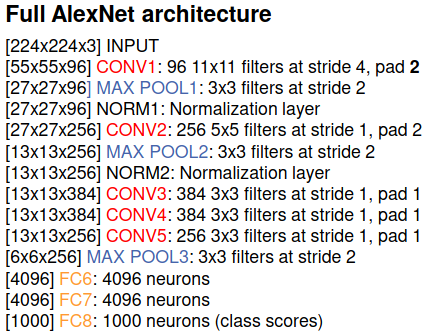 Full AlexNet architecture
[224x224x3] INPUT
[55x55x96] CONV1: 96 11x11 filters at stride 4, pad 2
[27x27x96] MAX POOL1: 3x3 filters at stride 2
[27x27x96] NORM1: Normalization layer
[27x27x256] CONV2: 256 5x5 filters at stride 1, pad 2
[13x13x256] MAX POOL2: 3x3 filters at stride 2
[13x13x256] NORM2: Normalization layer
[13x13x384] CONV3: 384 3x3 filters at stride 1, pad 1
[13x13x384] CONV4: 384 3x3 filters at stride 1, pad 1
[13x13x256] CONV5: 256 3x3 filters at stride 1, pad 1
[6x6x256] MAX POOL3: 3x3 filters at stride 2
[4096] FC6: 4096 neurons
[4096] FC7: 4096 neurons
[1000] FC8: 1000 neurons (class scores)